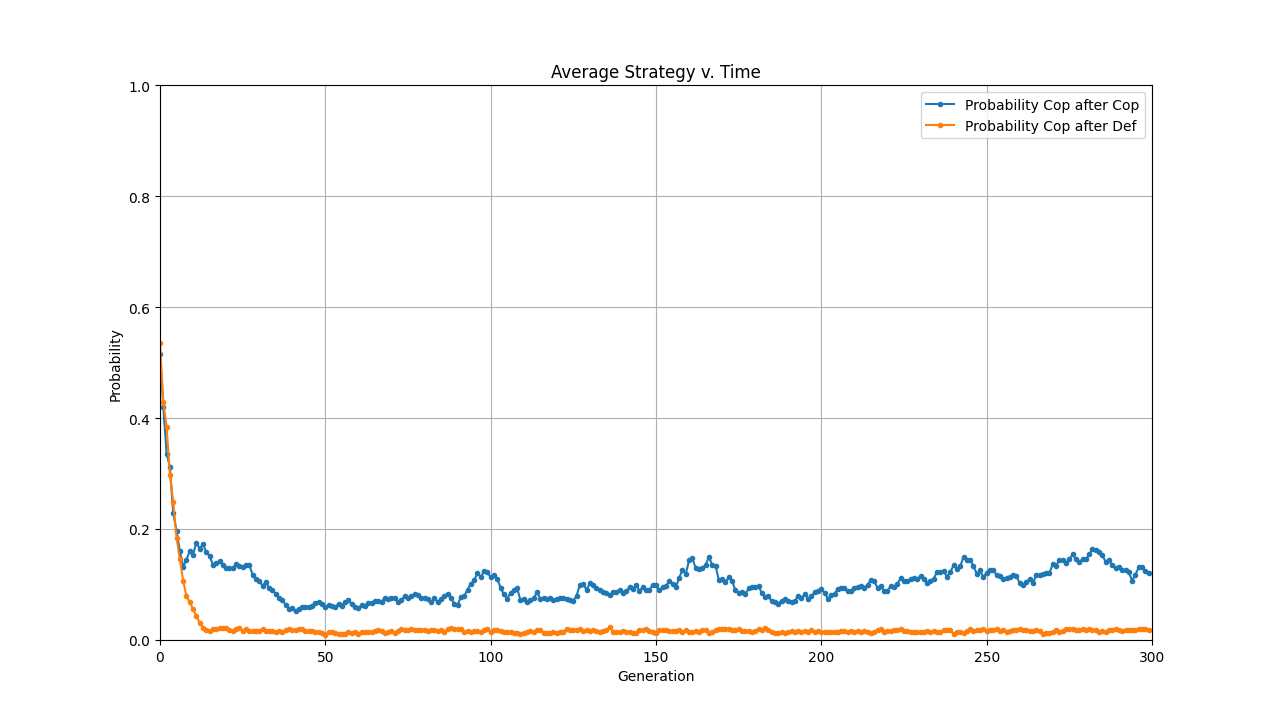 Average Strategy v. Time
Probability Cop after Cop
Probability Cop after Def
Probability
1.0
0.8
0.6
0.4
0.2
0.0
0 50 100 150 200 250 300
Generation